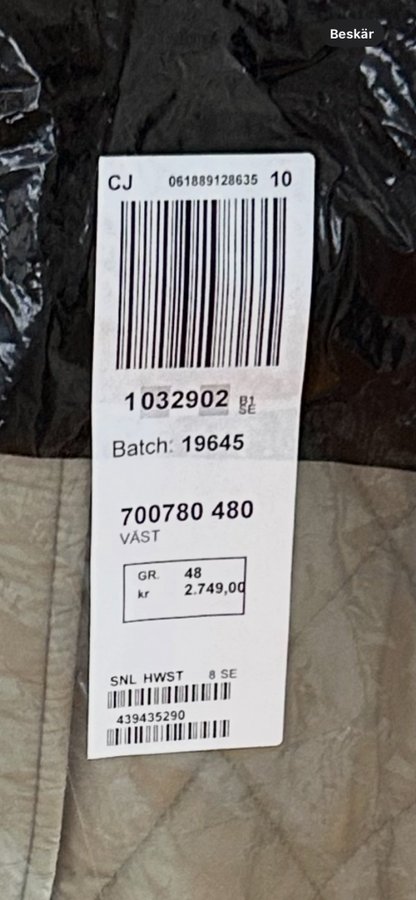 Beskär
CJ 061889128635 10
1032902 B1 SE
Batch: 19645
700780 480
VÄST
GR. 48
kr 2.749,00
SNL HWST 8 SE
439435290